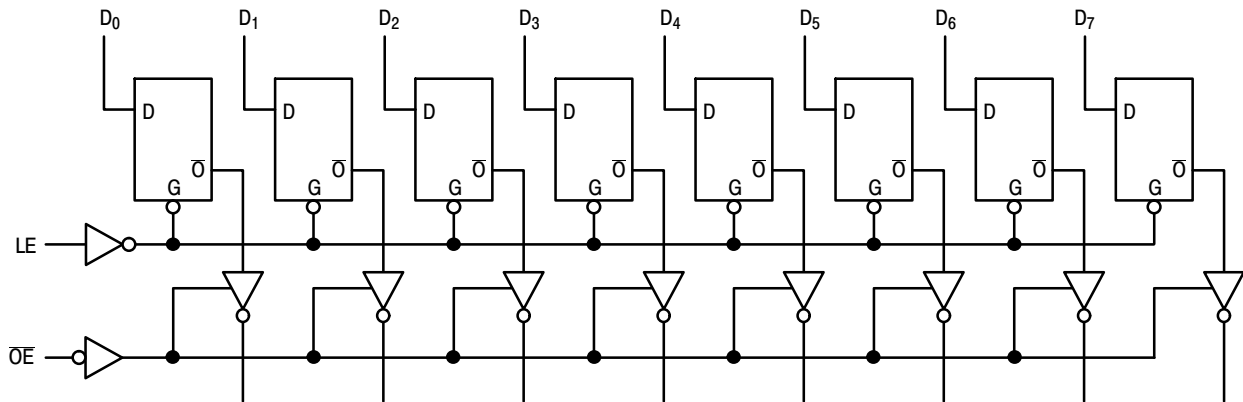 D₀ D₁ D₂ D₃ D₄ D₅ D₆ D₇
D D D D D D D D
O̅ O̅ O̅ O̅ O̅ O̅ O̅ O̅
G G G G G G G G
LE
O̅E̅